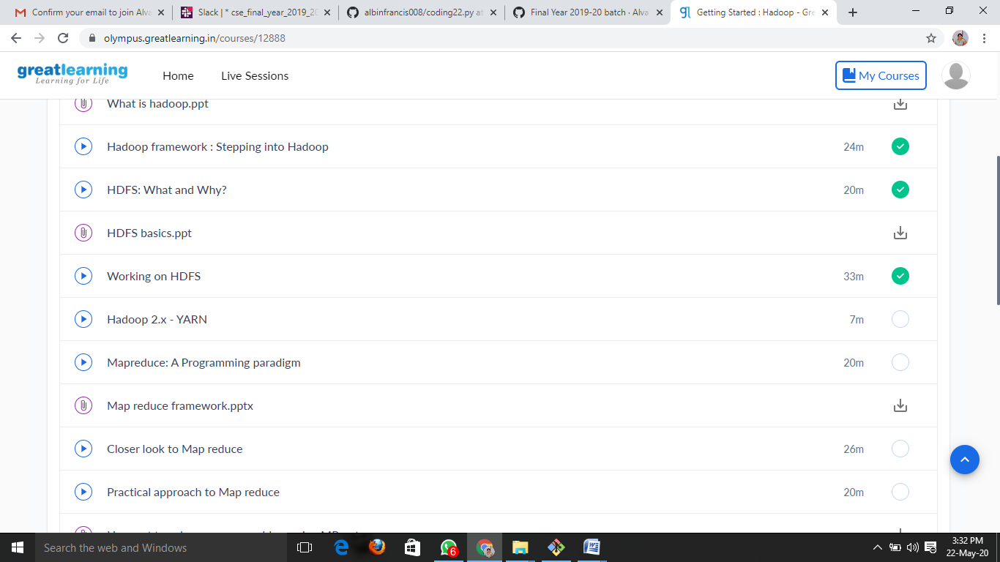 Confirm your email to join Alva
Slack | * cse_final_year_2019_20
albinfrancis008/coding22.py at
Final Year 2019-20 batch · Alva
Getting Started : Hadoop - Gre
olympus.greatlearning.in/courses/12888
greatlearning
Learning for Life
Home
Live Sessions
My Courses
What is hadoop.ppt
Hadoop framework : Stepping into Hadoop 24m
HDFS: What and Why? 20m
HDFS basics.ppt
Working on HDFS 33m
Hadoop 2.x - YARN 7m
Mapreduce: A Programming paradigm 20m
Map reduce framework.pptx
Closer look to Map reduce 26m
Practical approach to Map reduce 20m
Search the web and Windows
6
3:32 PM
22-May-20